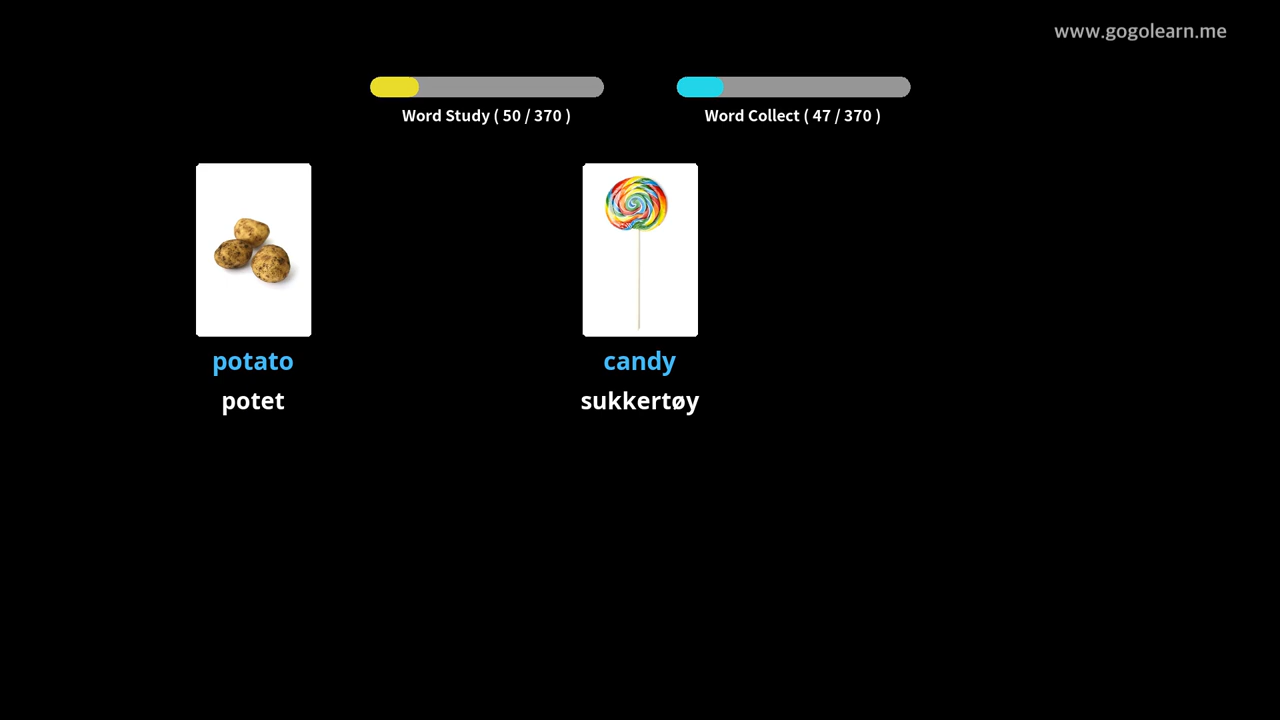 www.gogolearn.me
Word Study ( 50 / 370 )
Word Collect ( 47 / 370 )
potato
potet
candy
sukkertøy